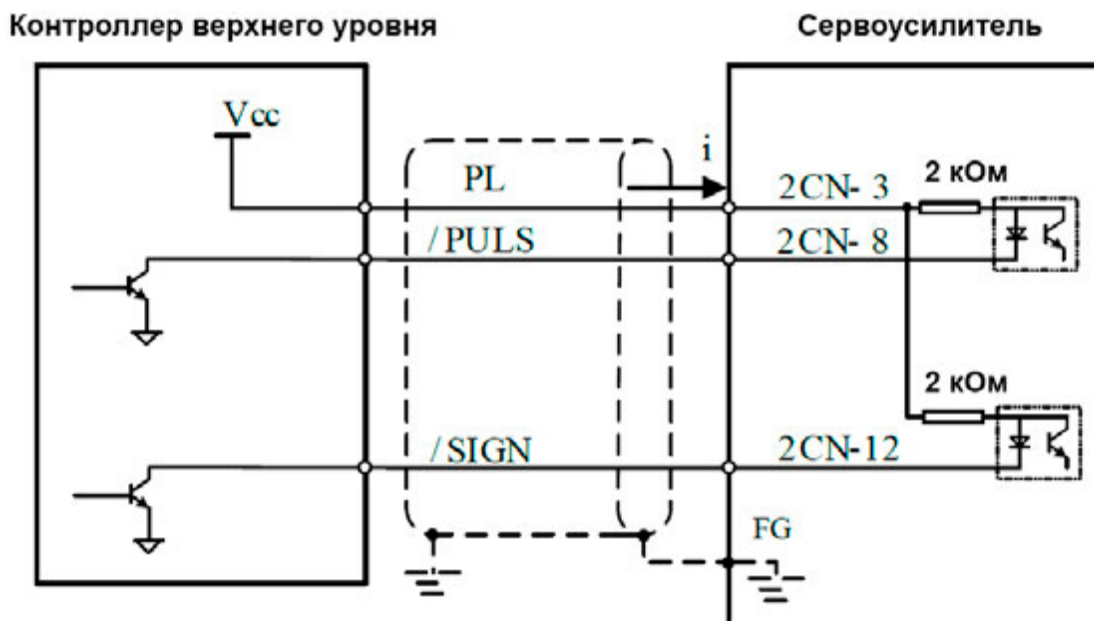 Контроллер верхнего уровня
Сервоусилитель
Vcc
i
PL
2CN-3
2 кОм
/PULS
2CN-8
2 кОм
/SIGN
2CN-12
FG